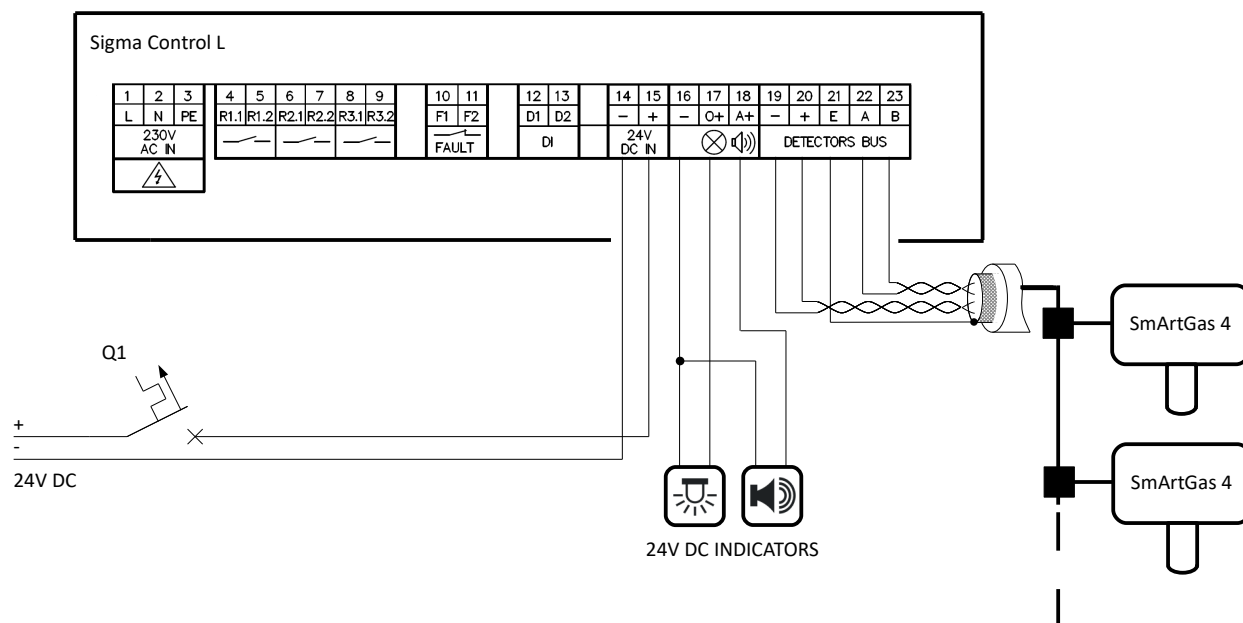 Sigma Control L
1 2 3 4 5 6 7 8 9 10 11 12 13 14 15 16 17 18 19 20 21 22 23
L N PE R1.1 R1.2 R2.1 R2.2 R3.1 R3.2 F1 F2 D1 D2 − + − O+ A+ − + E A B
230V
AC IN
FAULT
DI
24V
DC IN
DETECTORS BUS
SmArtGas 4
Q1
+
-
24V DC
SmArtGas 4
24V DC INDICATORS